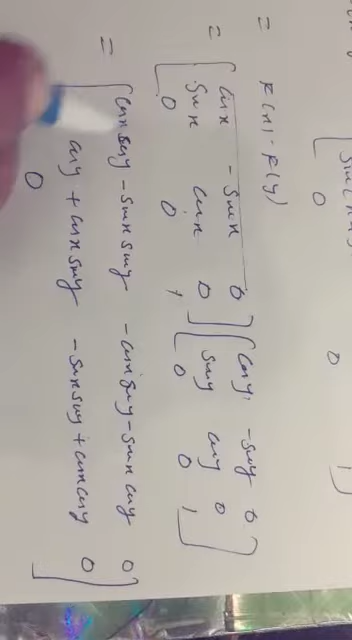 = F(x) · F(y)
= [ cos x - sin x 0
sin x cos x 0
0 0 1 ] [ cos y - sin y 0
sin y cos y 0
0 0 1 ]
= [ cos x cos y - sin x sin y - cos x sin y - sin x cos y 0
cos y + cos x sin y - sin x sin y + cos x cos y 0
0